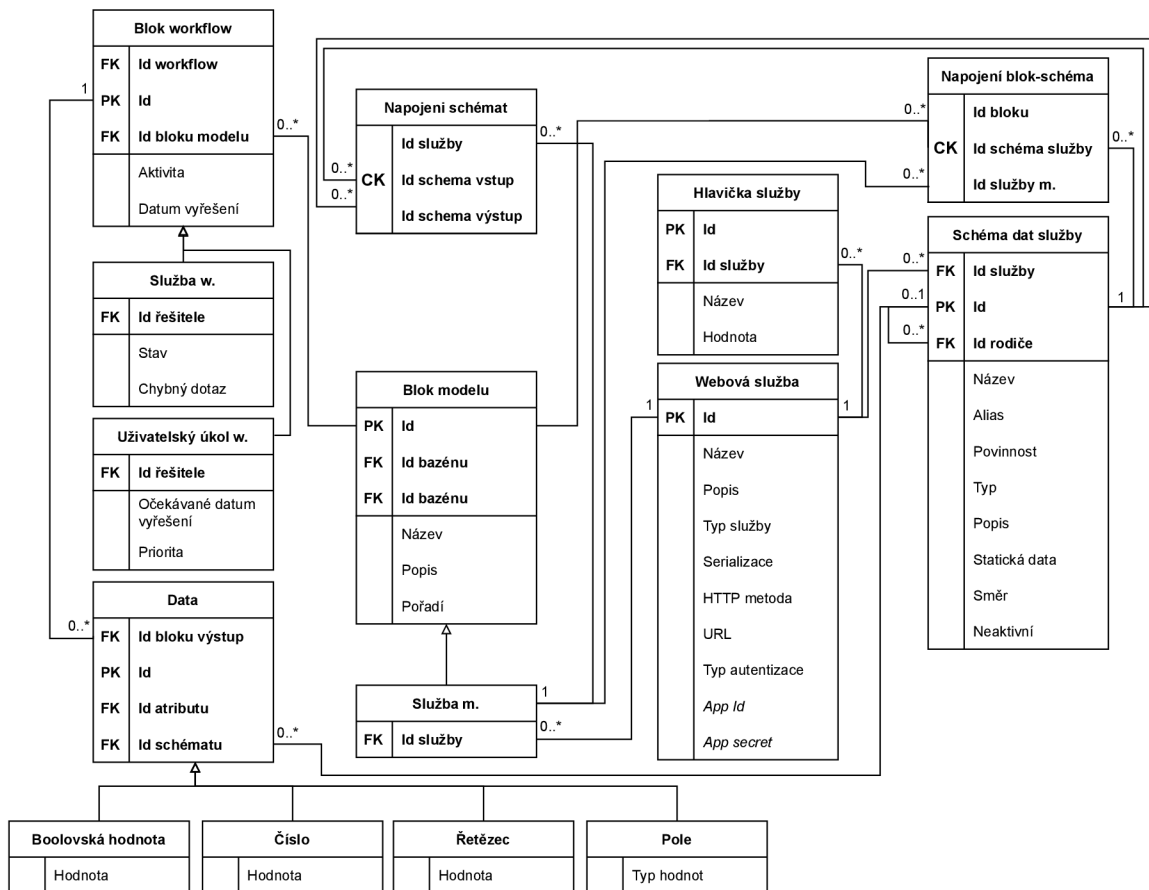 Blok workflow
FK Id workflow
PK Id
FK Id bloku modelu
Aktivita
Datum vyřešení
1
0..*
Služba w.
FK Id řešitele
Stav
Chybný dotaz
Uživatelský úkol w.
FK Id řešitele
Očekávané datum
vyřešení
Priorita
Data
FK Id bloku výstup
PK Id
FK Id atributu
FK Id schématu
0..*
0..*
Boolovská hodnota
Hodnota
Číslo
Hodnota
Řetězec
Hodnota
Pole
Typ hodnot
Napojeni schémat
Id služby
CK Id schema vstup
Id schema výstup
0..*
0..*
0..*
Blok modelu
PK Id
FK Id bazénu
FK Id bazénu
Název
Popis
Pořadí
Služba m.
FK Id služby
1
0..*
Hlavička služby
PK Id
FK Id služby
Název
Hodnota
0..*
Webová služba
PK Id
Název
Popis
Typ služby
Serializace
HTTP metoda
URL
Typ autentizace
App Id
App secret
1
1
Napojení blok-schéma
Id bloku
CK Id schéma služby
Id služby m.
0..*
0..*
0..*
Schéma dat služby
FK Id služby
PK Id
FK Id rodiče
Název
Alias
Povinnost
Typ
Popis
Statická data
Směr
Neaktivní
0..*
0..1
0..*
1